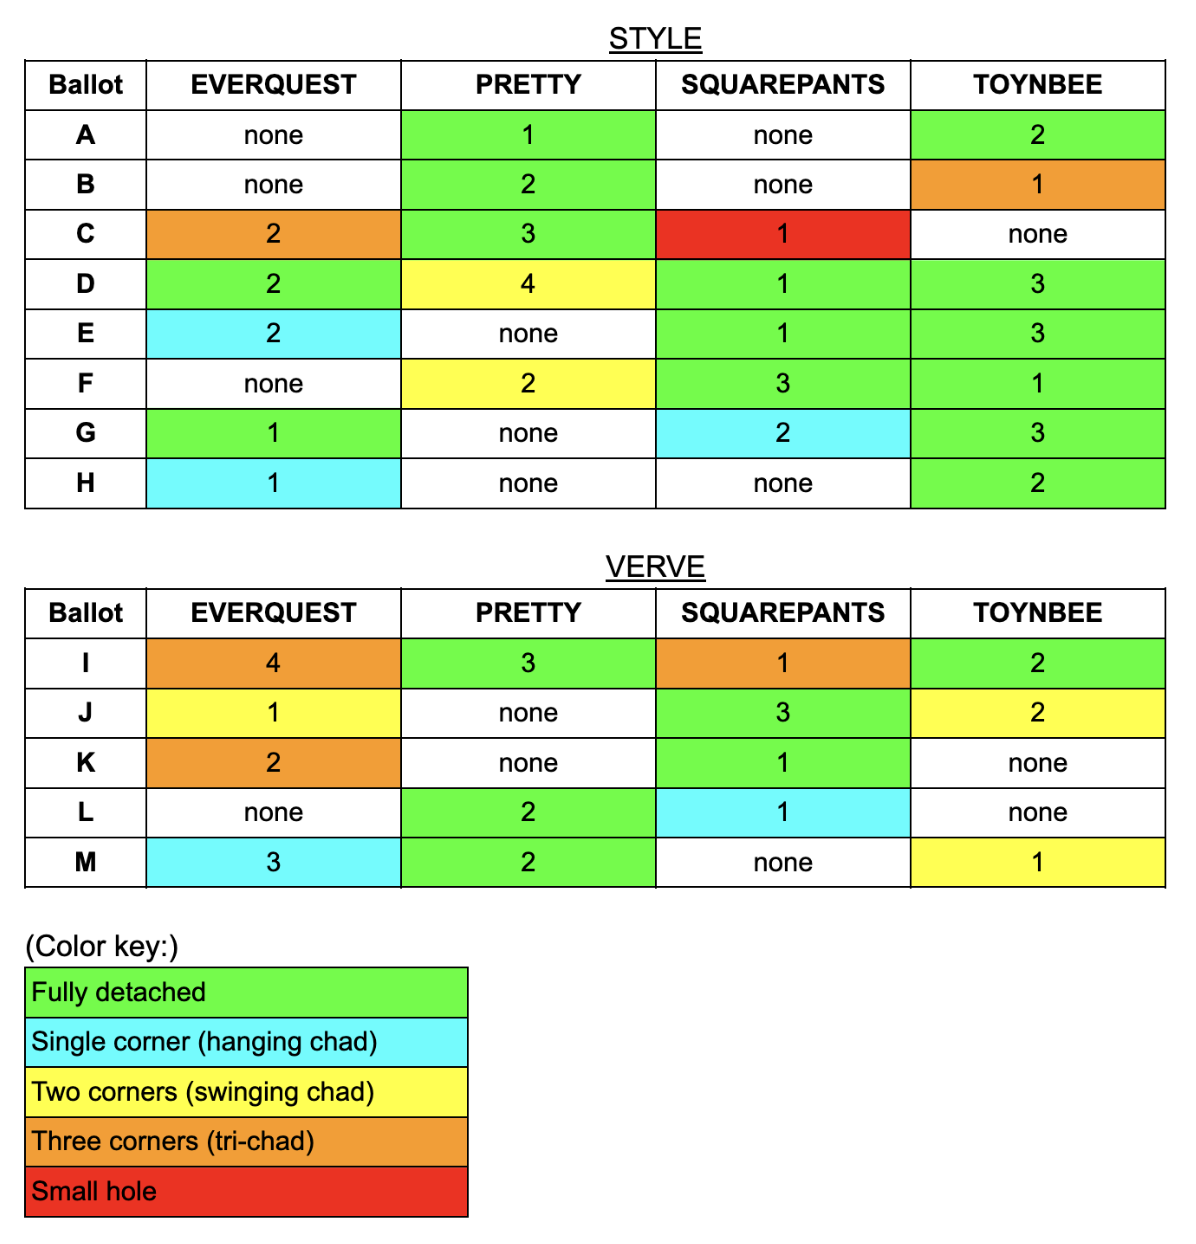 STYLE
Ballot EVERQUEST PRETTY SQUAREPANTS TOYNBEE
A none 1 none 2
B none 2 none 1
C 2 3 1 none
D 2 4 1 3
E 2 none 1 3
F none 2 3 1
G 1 none 2 3
H 1 none none 2
VERVE
Ballot EVERQUEST PRETTY SQUAREPANTS TOYNBEE
I 4 3 1 2
J 1 none 3 2
K 2 none 1 none
L none 2 1 none
M 3 2 none 1
(Color key:)
Fully detached
Single corner (hanging chad)
Two corners (swinging chad)
Three corners (tri-chad)
Small hole